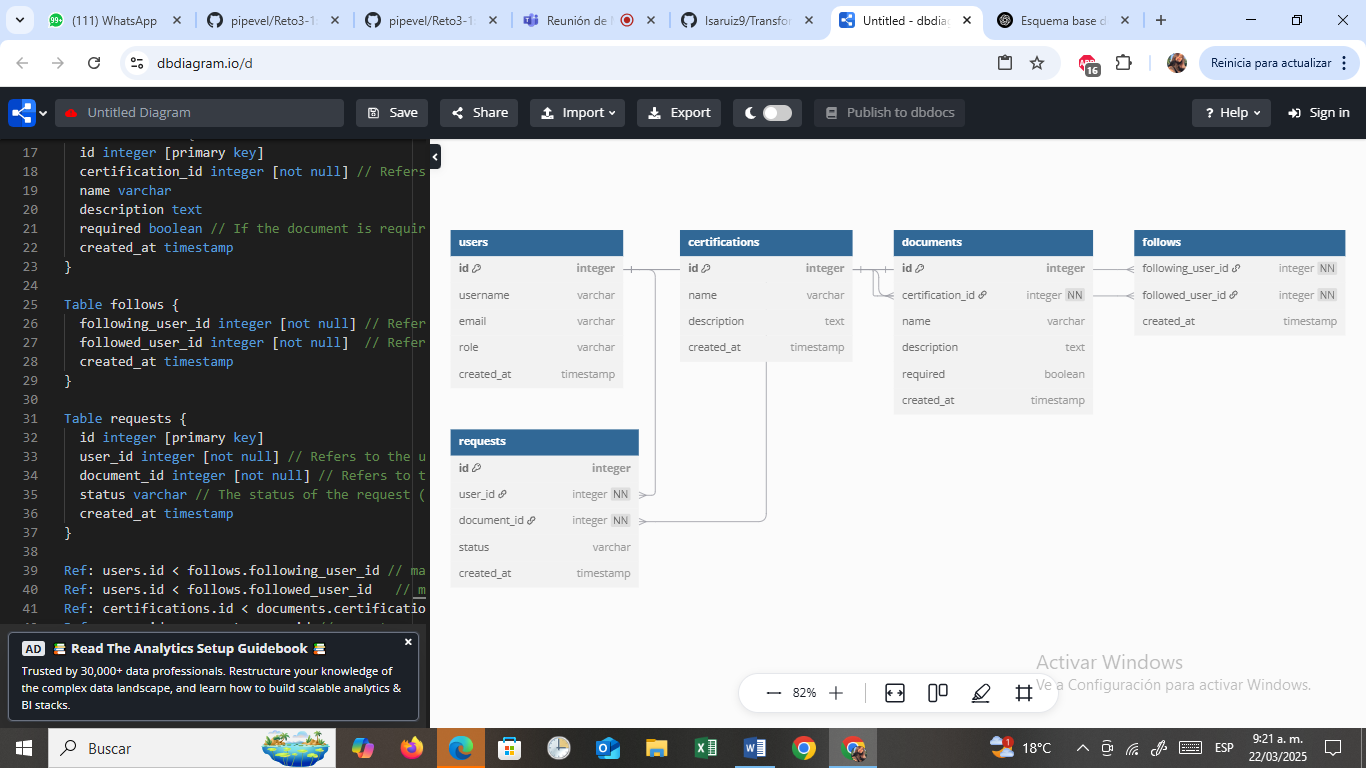 (111) WhatsApp
pipevel/Reto3-1
pipevel/Reto3-1
Reunión de
Isaruiz9/Transfor
Untitled - dbdia
Esquema base d
dbdiagram.io/d
16
Reinicia para actualizar
Untitled Diagram
Save
Share
Import
Export
Publish to dbdocs
? Help
Sign in
17 id integer [primary key]
18 certification_id integer [not null] // Refers
19 name varchar
20 description text
21 required boolean // If the document is requir
22 created_at timestamp
23 }
24
25 Table follows {
26 following_user_id integer [not null] // Refer
27 followed_user_id integer [not null] // Refer
28 created_at timestamp
29 }
30
31 Table requests {
32 id integer [primary key]
33 user_id integer [not null] // Refers to the u
34 document_id integer [not null] // Refers to t
35 status varchar // The status of the request (
36 created_at timestamp
37 }
38
39 Ref: users.id < follows.following_user_id // ma
40 Ref: users.id < follows.followed_user_id // m
41 Ref: certifications.id < documents.certificatio
AD Read The Analytics Setup Guidebook
Trusted by 30,000+ data professionals. Restructure your knowledge of
the complex data landscape, and learn how to build scalable analytics &
BI stacks.
users
id integer
username varchar
email varchar
role varchar
created_at timestamp
certifications
id integer
name varchar
description text
created_at timestamp
documents
id integer
certification_id integer NN
name varchar
description text
required boolean
created_at timestamp
follows
following_user_id integer NN
followed_user_id integer NN
created_at timestamp
requests
id integer
user_id integer NN
document_id integer NN
status varchar
created_at timestamp
Activar Windows
Ve a Configuración para activar Windows.
82%
Buscar
1
18°C
ESP
9:21 a. m.
22/03/2025